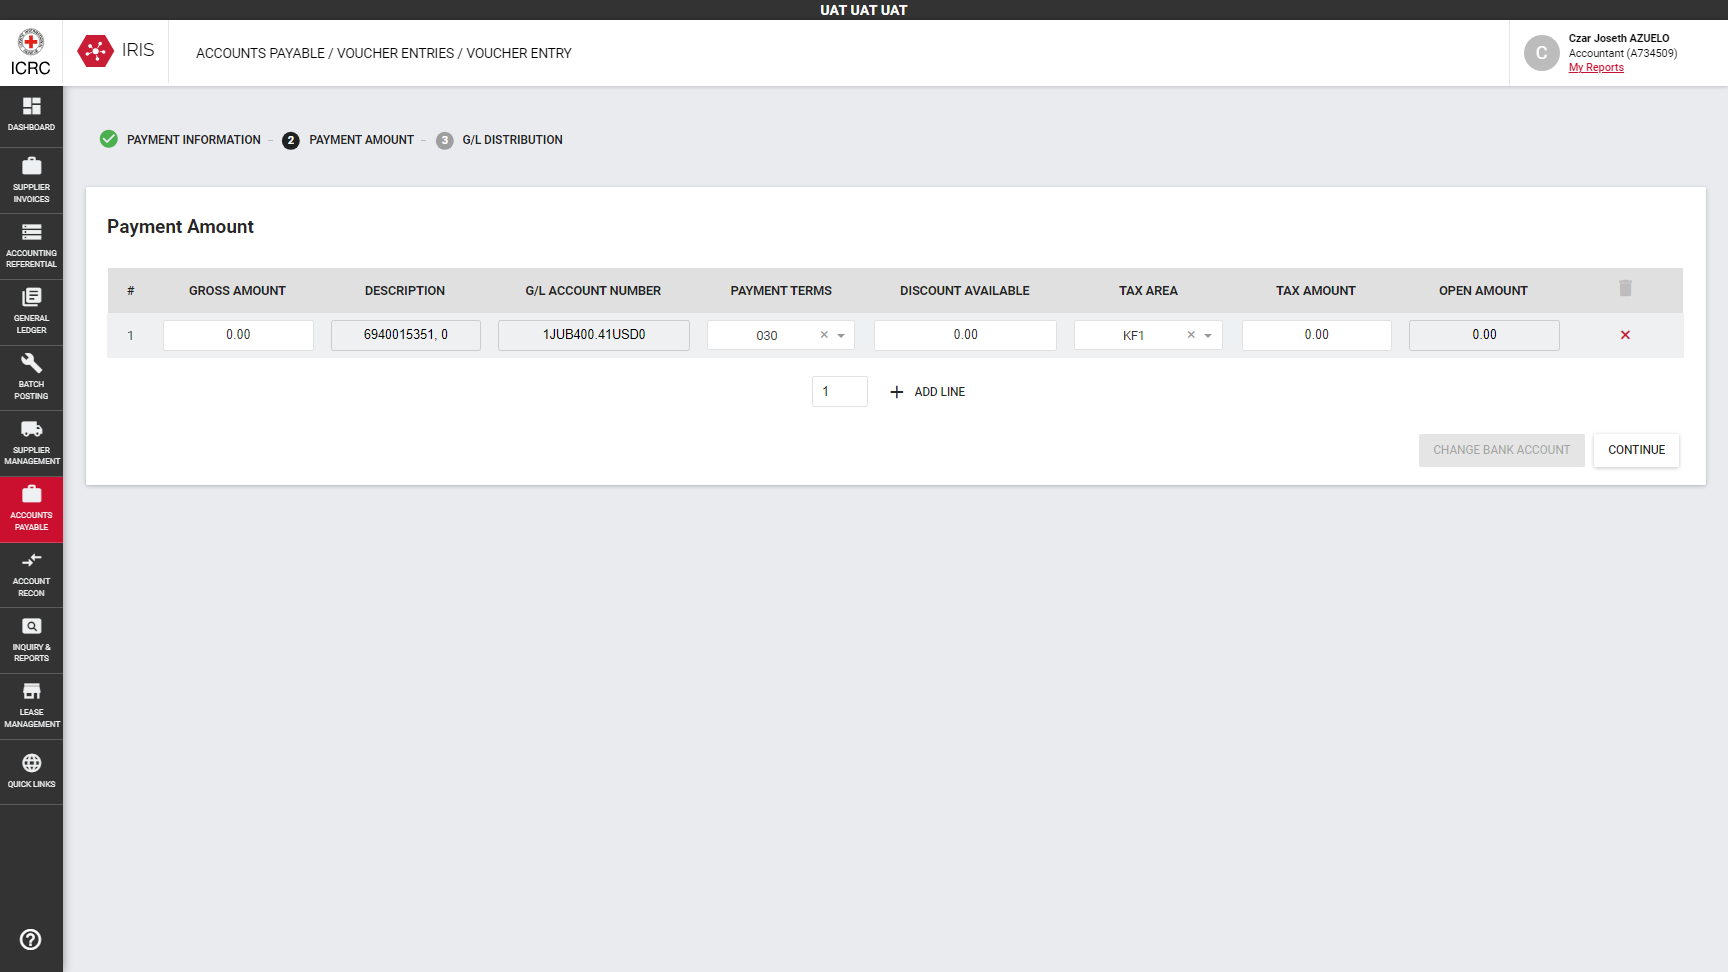 UAT UAT UAT
ICRC
IRIS
ACCOUNTS PAYABLE / VOUCHER ENTRIES / VOUCHER ENTRY
C
Czar Joseth AZUELO
Accountant (A734509)
My Reports
DASHBOARD
SUPPLIER
INVOICES
ACCOUNTING
REFERENTIAL
GENERAL
LEDGER
BATCH
POSTING
SUPPLIER
MANAGEMENT
ACCOUNTS
PAYABLE
ACCOUNT
RECON
INQUIRY &
REPORTS
LEASE
MANAGEMENT
QUICK LINKS
PAYMENT INFORMATION – 2 PAYMENT AMOUNT – 3 G/L DISTRIBUTION
Payment Amount
# GROSS AMOUNT DESCRIPTION G/L ACCOUNT NUMBER PAYMENT TERMS DISCOUNT AVAILABLE TAX AREA TAX AMOUNT OPEN AMOUNT
1 0.00 6940015351, 0 1JUB400.41USD0 030 × 0.00 KF1 × 0.00 0.00
1 + ADD LINE
CHANGE BANK ACCOUNT CONTINUE